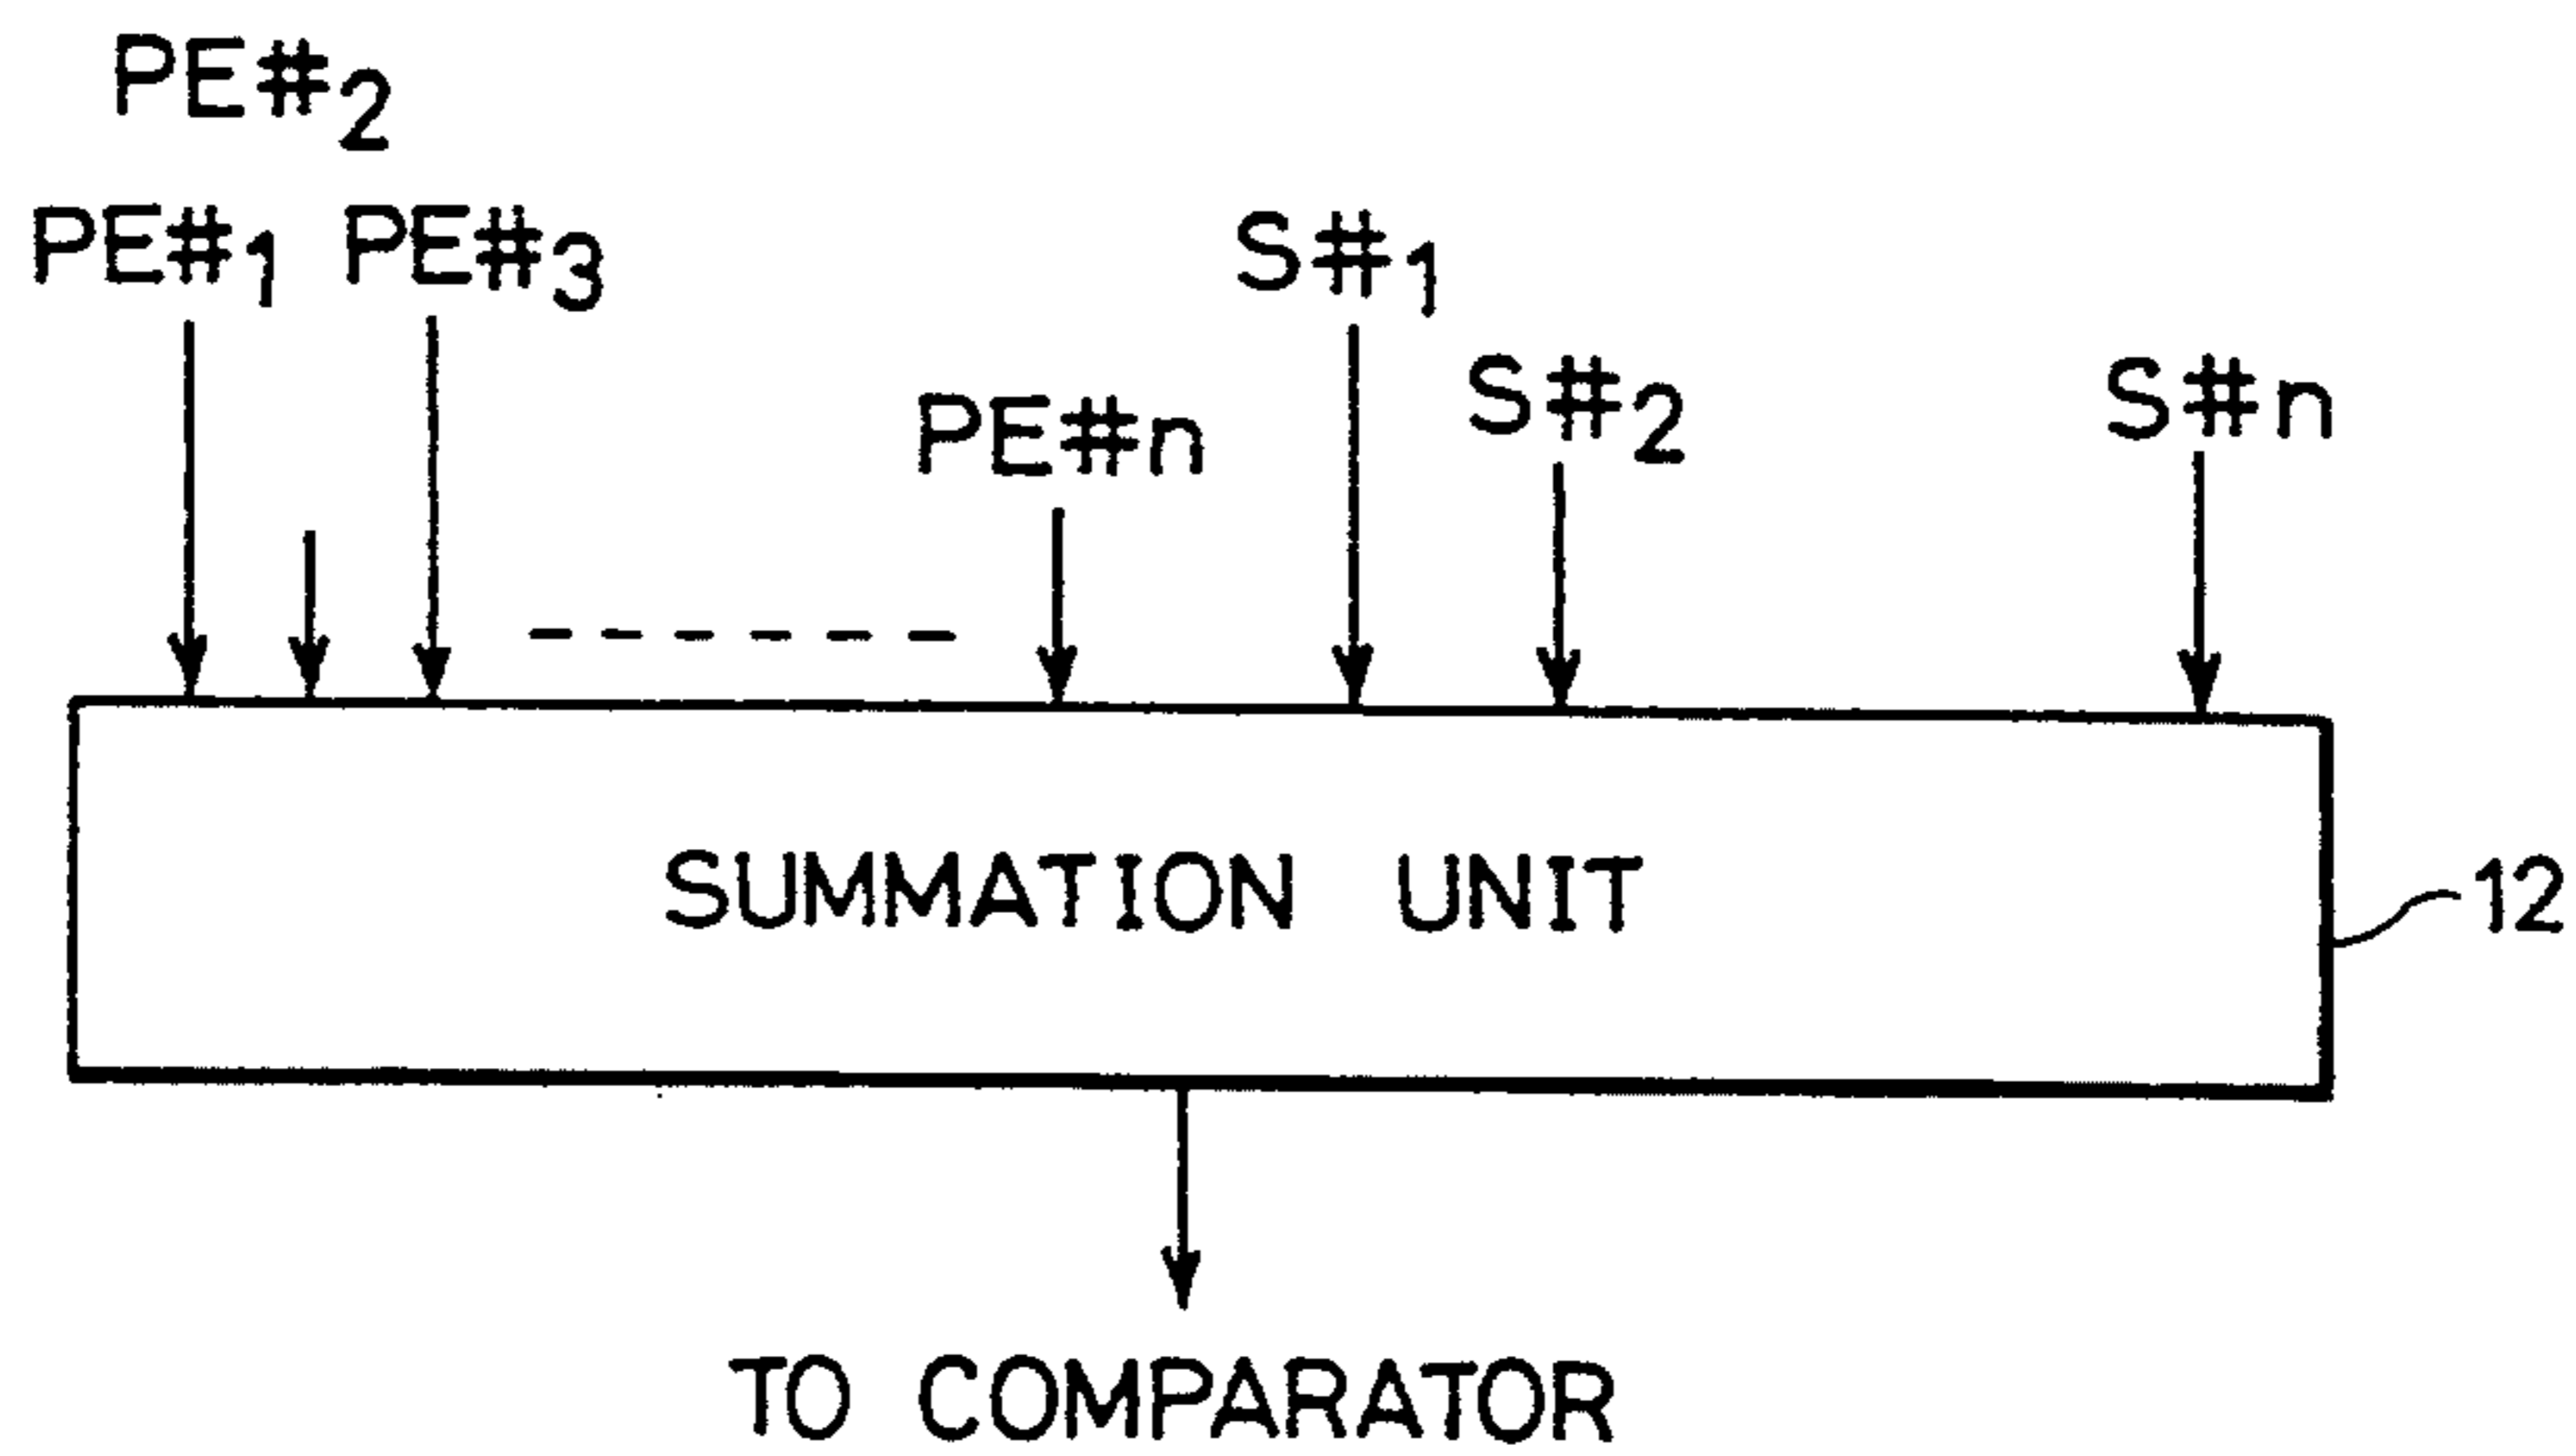 PE#2
PE#1 PE#3
S#1
PE#n
S#2
S#n
SUMMATION UNIT
12
TO COMPARATOR